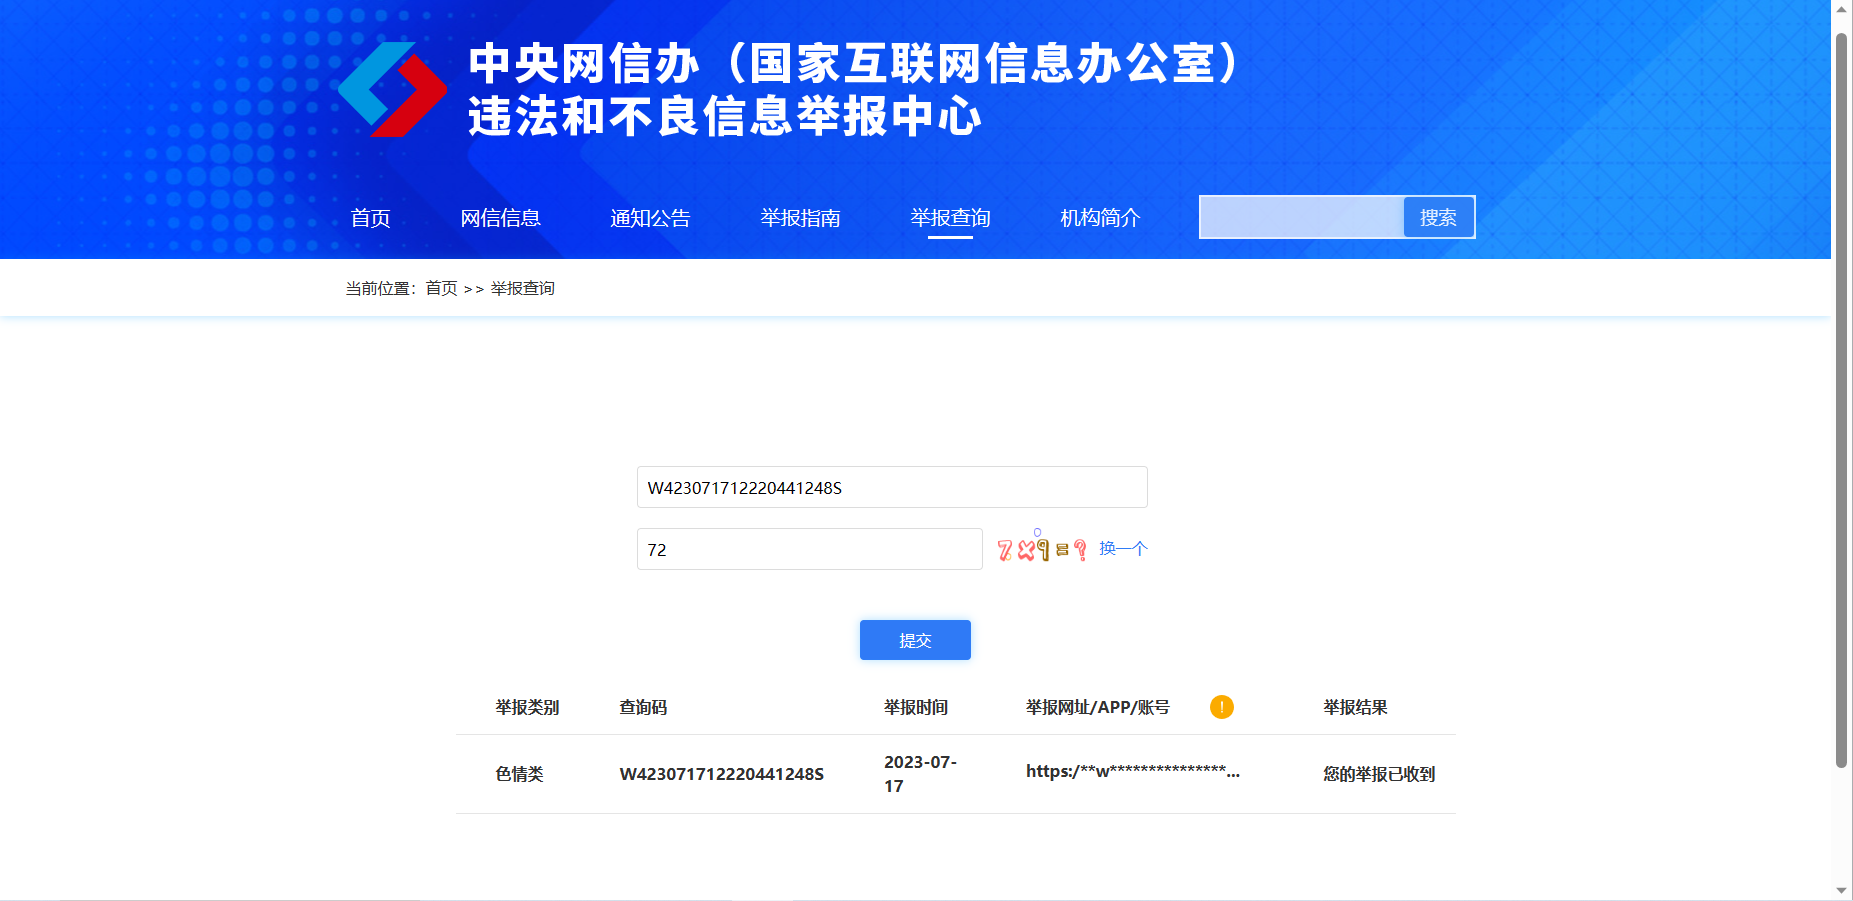 中央网信办（国家互联网信息办公室）
违法和不良信息举报中心
首页 网信信息 通知公告 举报指南 举报查询 机构简介 搜索
当前位置：首页 >> 举报查询
W423071712220441248S
72 7×9=? 换一个
提交
举报类别 查询码 举报时间 举报网址/APP/账号 ! 举报结果
色情类 W423071712220441248S 2023-07-17 https:/**w***************... 您的举报已收到